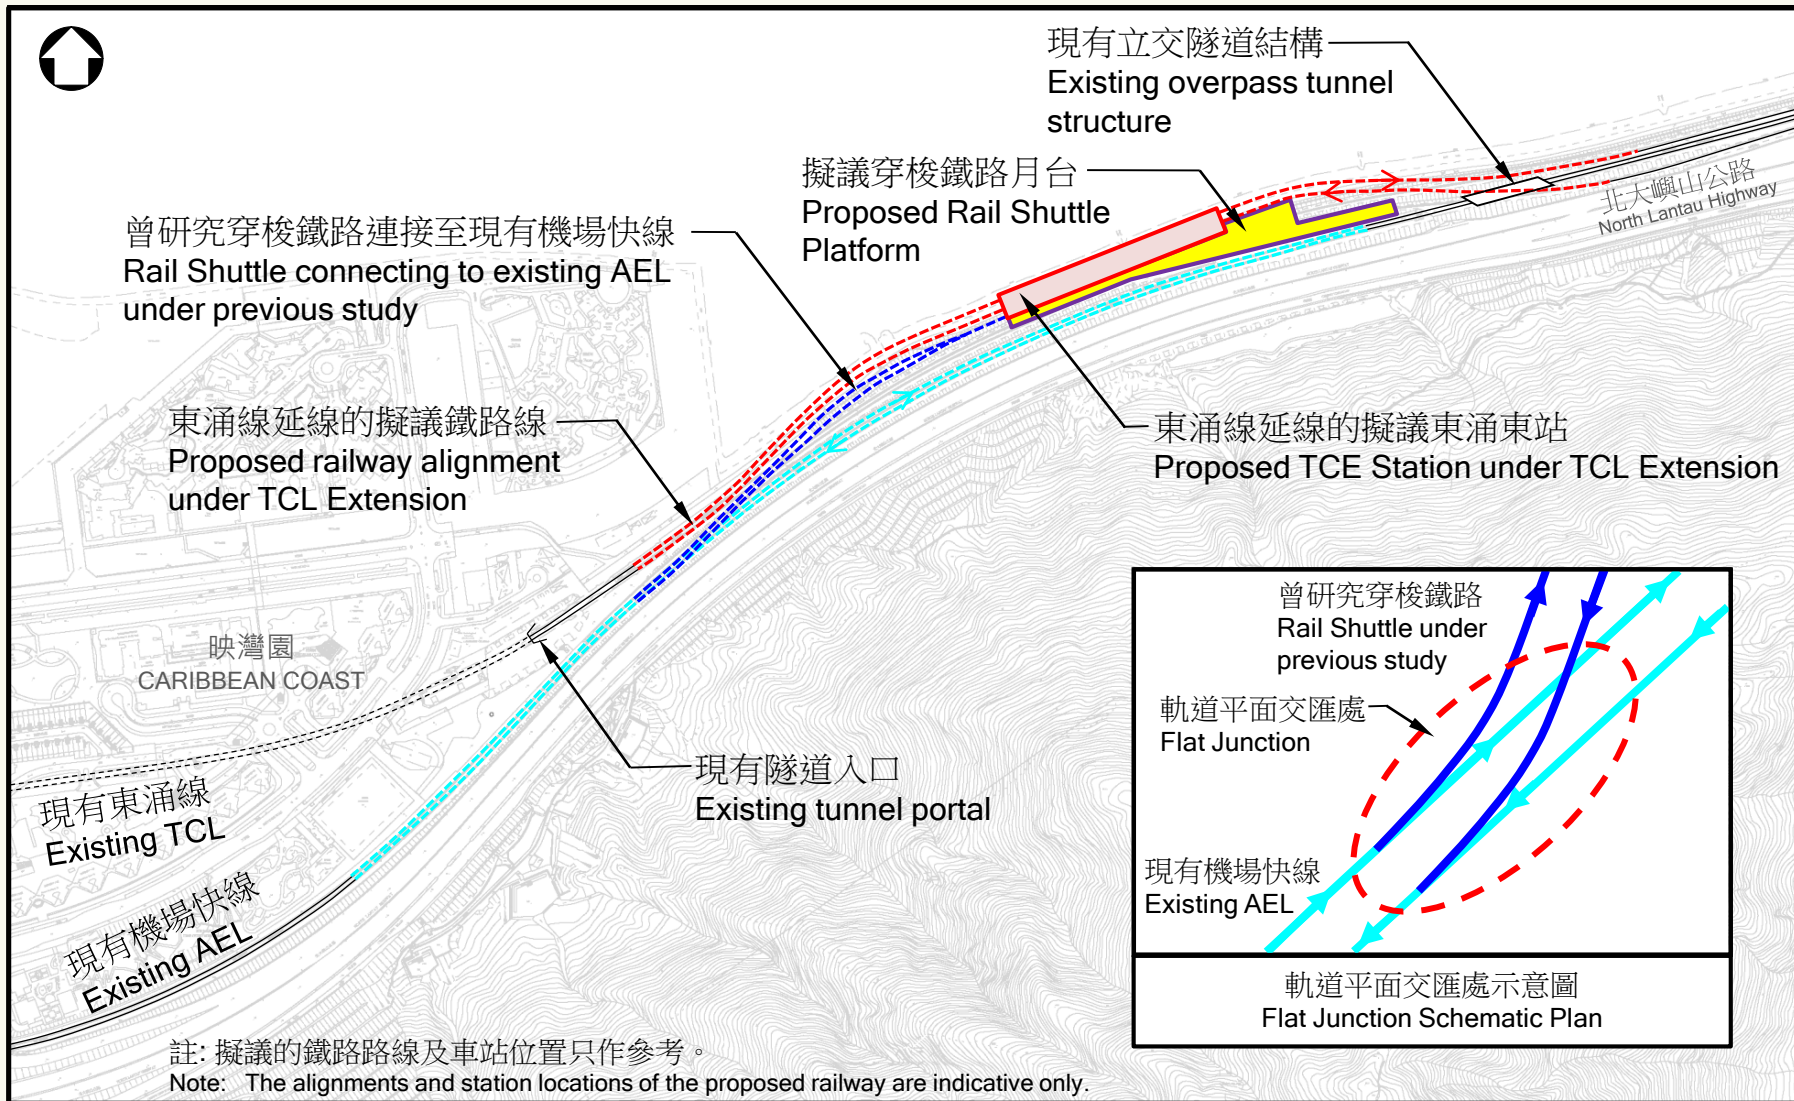 現有立交隧道結構
Existing overpass tunnel
structure
擬議穿梭鐵路月台
Proposed Rail Shuttle
Platform
北大嶼山公路
North Lantau Highway
曾研究穿梭鐵路連接至現有機場快線
Rail Shuttle connecting to existing AEL
under previous study
東涌線延線的擬議鐵路線
Proposed railway alignment
under TCL Extension
東涌線延線的擬議東涌東站
Proposed TCE Station under TCL Extension
映灣園
CARIBBEAN COAST
現有隧道入口
Existing tunnel portal
現有東涌線
Existing TCL
現有機場快線
Existing AEL
曾研究穿梭鐵路
Rail Shuttle under
previous study
軌道平面交匯處
Flat Junction
現有機場快線
Existing AEL
軌道平面交匯處示意圖
Flat Junction Schematic Plan
註: 擬議的鐵路路線及車站位置只作參考。
Note: The alignments and station locations of the proposed railway are indicative only.